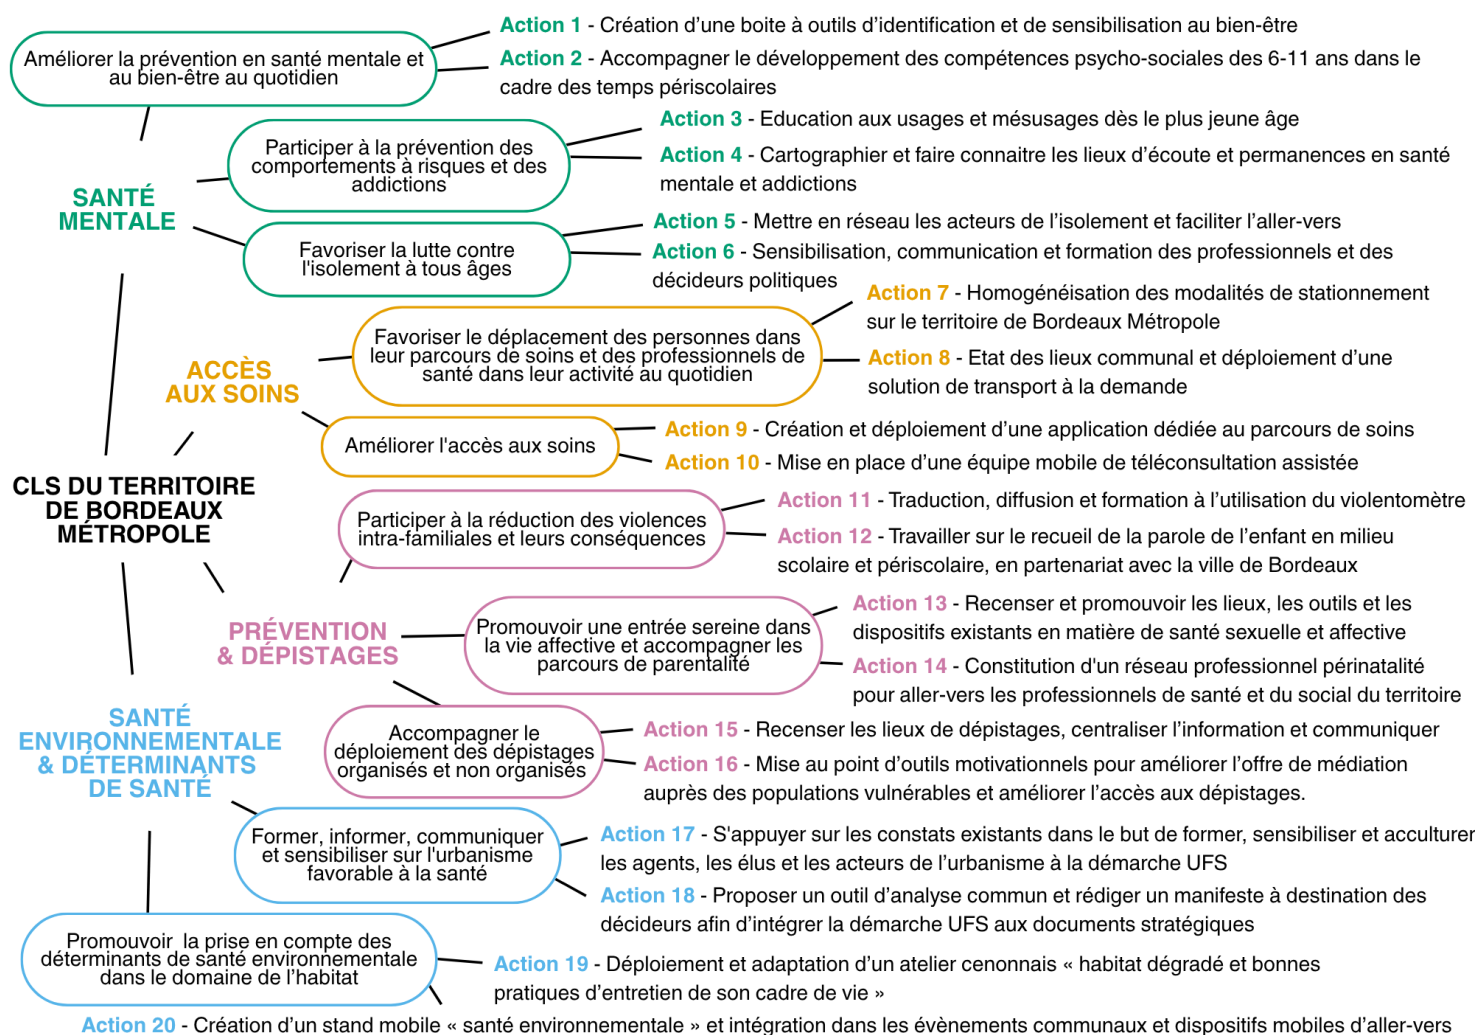 Action 1 - Création d'une boite à outils d'identification et de sensibilisation au bien-être
Améliorer la prévention en santé mentale et
au bien-être au quotidien
Action 2 - Accompagner le développement des compétences psycho-sociales des 6-11 ans dans le
cadre des temps périscolaires
SANTÉ
MENTALE
Participer à la prévention des
comportements à risques et des
addictions
Action 3 - Education aux usages et mésusages dès le plus jeune âge
Action 4 - Cartographier et faire connaitre les lieux d'écoute et permanences en santé
mentale et addictions
Favoriser la lutte contre
l'isolement à tous âges
Action 5 - Mettre en réseau les acteurs de l'isolement et faciliter l'aller-vers
Action 6 - Sensibilisation, communication et formation des professionnels et des
décideurs politiques
ACCÈS
AUX SOINS
Favoriser le déplacement des personnes dans
leur parcours de soins et des professionnels de
santé dans leur activité au quotidien
Action 7 - Homogénéisation des modalités de stationnement
sur le territoire de Bordeaux Métropole
Action 8 - Etat des lieux communal et déploiement d'une
solution de transport à la demande
Améliorer l'accès aux soins
Action 9 - Création et déploiement d'une application dédiée au parcours de soins
Action 10 - Mise en place d'une équipe mobile de téléconsultation assistée
CLS DU TERRITOIRE
DE BORDEAUX
MÉTROPOLE
Participer à la réduction des violences
intra-familiales et leurs conséquences
Action 11 - Traduction, diffusion et formation à l'utilisation du violentomètre
Action 12 - Travailler sur le recueil de la parole de l'enfant en milieu
scolaire et périscolaire, en partenariat avec la ville de Bordeaux
PRÉVENTION
& DÉPISTAGES
Promouvoir une entrée sereine dans
la vie affective et accompagner les
parcours de parentalité
Action 13 - Recenser et promouvoir les lieux, les outils et les
dispositifs existants en matière de santé sexuelle et affective
Action 14 - Constitution d'un réseau professionnel périnatalité
pour aller-vers les professionnels de santé et du social du territoire
Accompagner le
déploiement des dépistages
organisés et non organisés
Action 15 - Recenser les lieux de dépistages, centraliser l'information et communiquer
Action 16 - Mise au point d'outils motivationnels pour améliorer l'offre de médiation
auprès des populations vulnérables et améliorer l'accès aux dépistages.
SANTÉ
ENVIRONNEMENTALE
& DÉTERMINANTS
DE SANTÉ
Former, informer, communiquer
et sensibiliser sur l'urbanisme
favorable à la santé
Action 17 - S'appuyer sur les constats existants dans le but de former, sensibiliser et acculturer
les agents, les élus et les acteurs de l'urbanisme à la démarche UFS
Action 18 - Proposer un outil d'analyse commun et rédiger un manifeste à destination des
décideurs afin d'intégrer la démarche UFS aux documents stratégiques
Promouvoir la prise en compte des
déterminants de santé environnementale
dans le domaine de l'habitat
Action 19 - Déploiement et adaptation d'un atelier cenonnais « habitat dégradé et bonnes
pratiques d'entretien de son cadre de vie »
Action 20 - Création d'un stand mobile « santé environnementale » et intégration dans les évènements communaux et dispositifs mobiles d'aller-vers